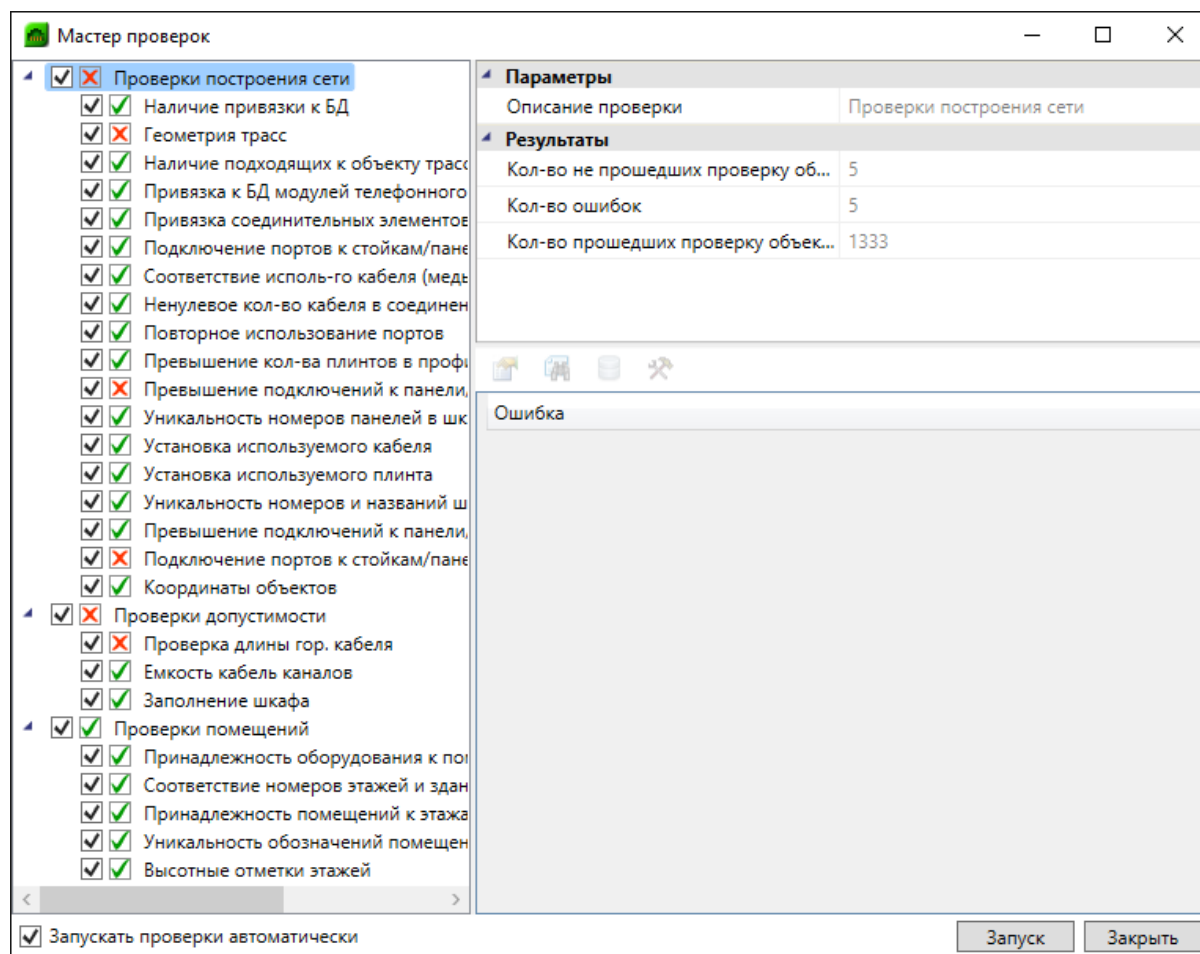 Мастер проверок
Проверки построения сети
Наличие привязки к БД
Геометрия трасс
Наличие подходящих к объекту трасс
Привязка к БД модулей телефонного
Привязка соединительных элементов
Подключение портов к стойкам/пане
Соответствие исполь-го кабеля (медь
Ненулевое кол-во кабеля в соединен
Повторное использование портов
Превышение кол-ва плинтов в профи
Превышение подключений к панели,
Уникальность номеров панелей в шк
Установка используемого кабеля
Установка используемого плинта
Уникальность номеров и названий ш
Превышение подключений к панели,
Подключение портов к стойкам/пане
Координаты объектов
Проверки допустимости
Проверка длины гор. кабеля
Емкость кабель каналов
Заполнение шкафа
Проверки помещений
Принадлежность оборудования к пом
Соответствие номеров этажей и здан
Принадлежность помещений к этажа
Уникальность обозначений помещен
Высотные отметки этажей
Параметры
Описание проверки Проверки построения сети
Результаты
Кол-во не прошедших проверку об... 5
Кол-во ошибок 5
Кол-во прошедших проверку объек... 1333
Ошибка
Запускать проверки автоматически
Запуск
Закрыть